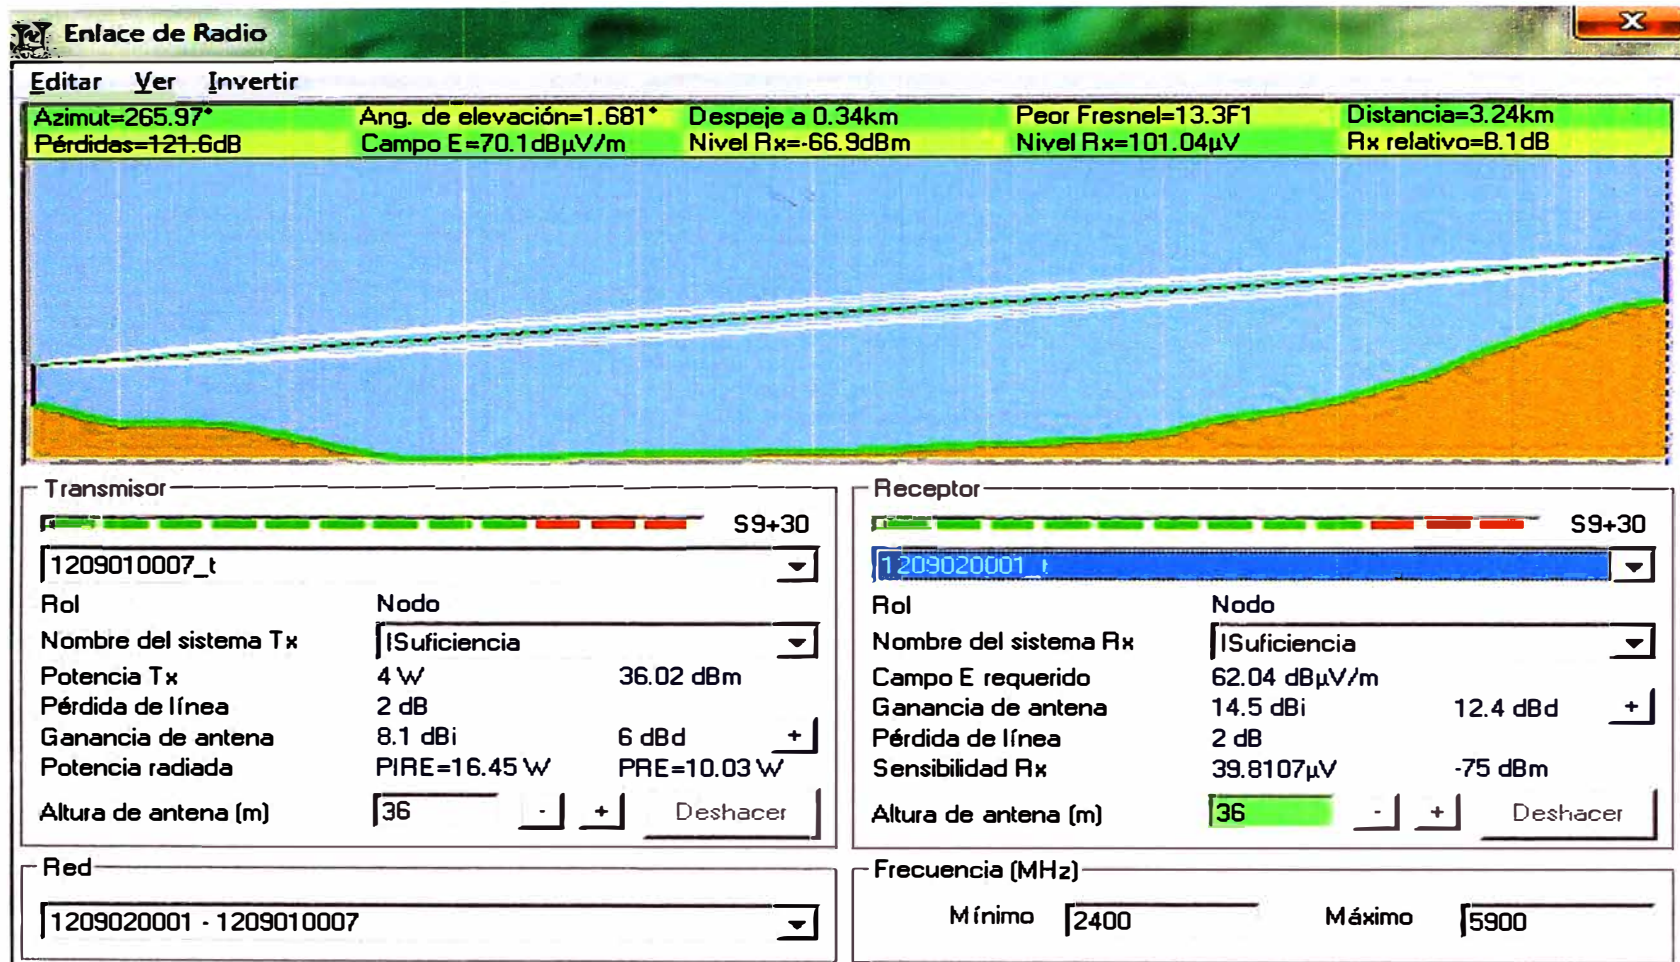 Enlace de Radio
Editar Ver Invertir
Azimut=265.97° Ang. de elevación=1.681° Despeje a 0.34km Peor Fresnel=13.3F1 Distancia=3.24km
Pérdidas=121.6dB Campo E=70.1dBµV/m Nivel Rx=-66.9dBm Nivel Rx=101.04µV Rx relativo=8.1dB
Transmisor
S9+30
1209010007_t
Rol Nodo
Nombre del sistema Tx ISuficiencia
Potencia Tx 4 W 36.02 dBm
Pérdida de línea 2 dB
Ganancia de antena 8.1 dBi 6 dBd +
Potencia radiada PIRE=16.45 W PRE=10.03 W
Altura de antena (m) 36 - + Deshacer
Receptor
S9+30
1209020001_t
Rol Nodo
Nombre del sistema Rx ISuficiencia
Campo E requerido 62.04 dBµV/m
Ganancia de antena 14.5 dBi 12.4 dBd +
Pérdida de línea 2 dB
Sensibilidad Rx 39.8107µV -75 dBm
Altura de antena (m) 36 - + Deshacer
Red
1209020001 - 1209010007
Frecuencia (MHz)
Mínimo 2400 Máximo 5900